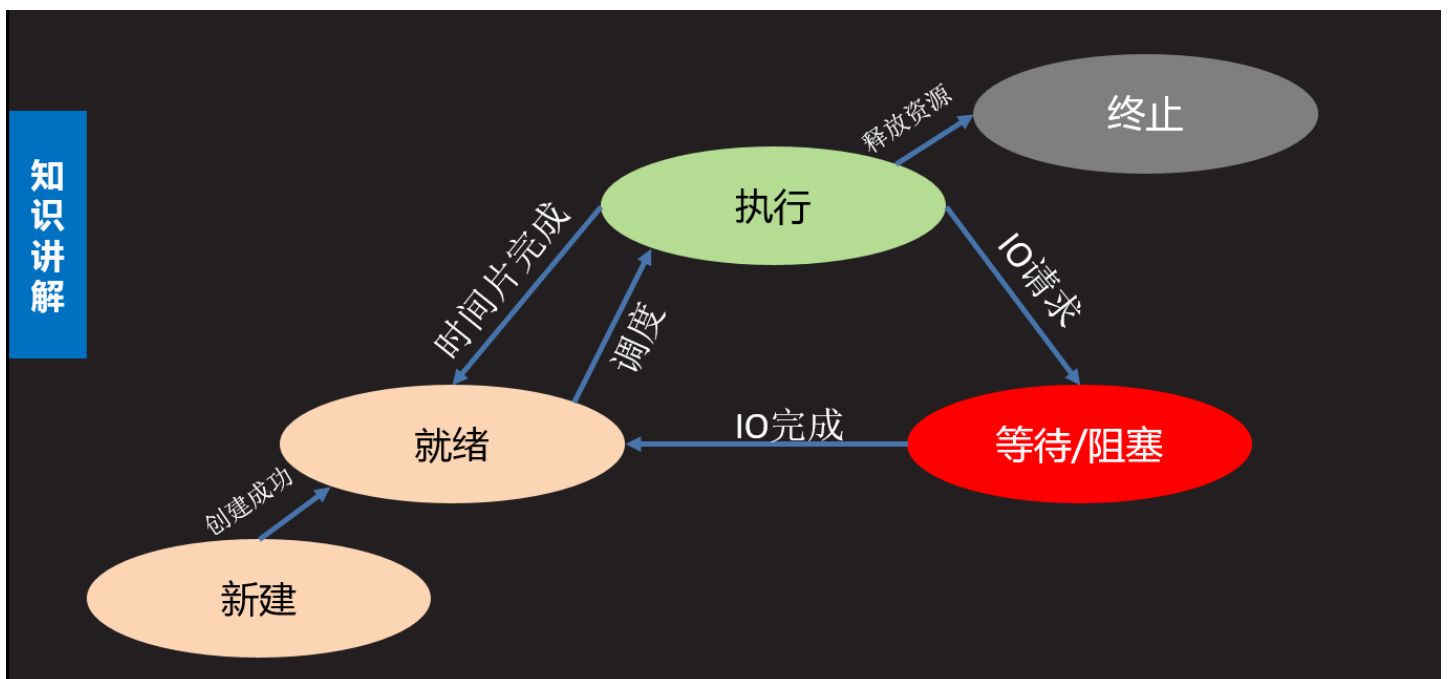 知识讲解
终止
释放资源
执行
时间片完成
IO请求
调度
IO完成
就绪
等待/阻塞
创建成功
新建